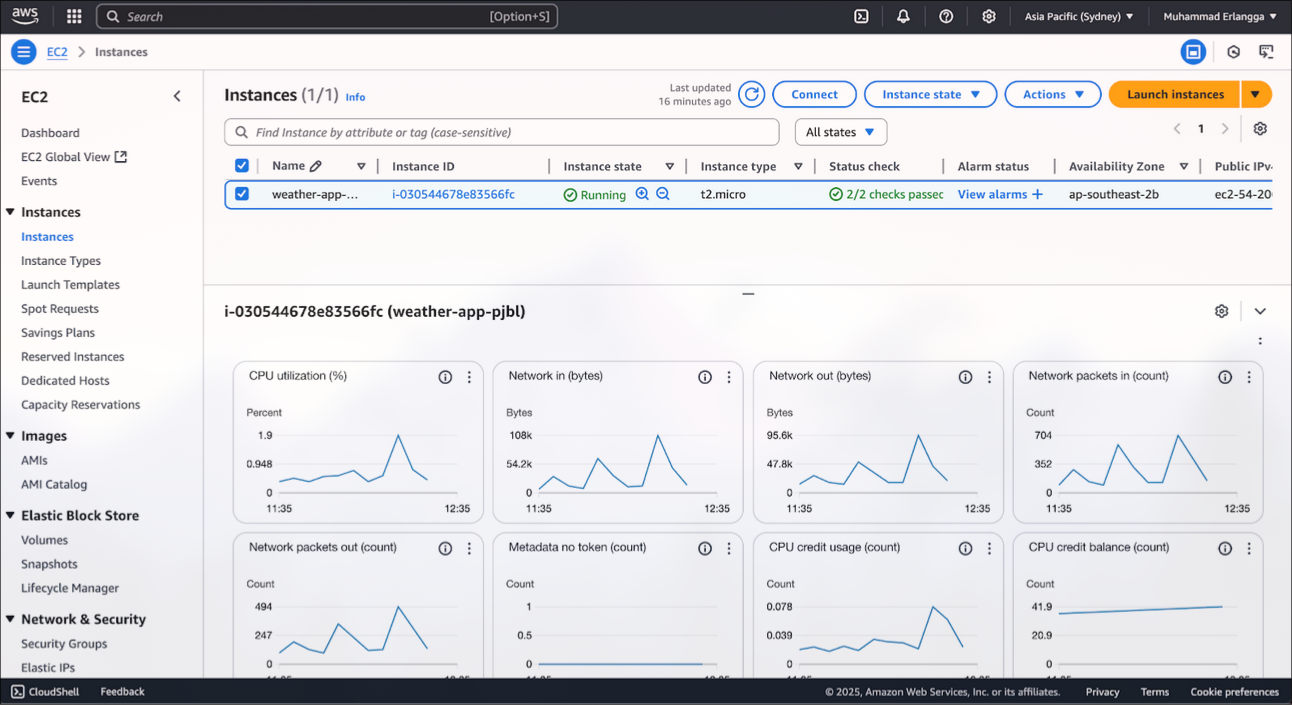 aws
Search [Option+S]
Asia Pacific (Sydney)
Muhammad Erlangga
EC2
Instances
EC2
Dashboard
EC2 Global View
Events
Instances
Instances
Instance Types
Launch Templates
Spot Requests
Savings Plans
Reserved Instances
Dedicated Hosts
Capacity Reservations
Images
AMIs
AMI Catalog
Elastic Block Store
Volumes
Snapshots
Lifecycle Manager
Network & Security
Security Groups
Elastic IPs
Instances (1/1) Info
Last updated
16 minutes ago
Connect
Instance state
Actions
Launch instances
Find Instance by attribute or tag (case-sensitive)
All states
1
Name Instance ID Instance state Instance type Status check Alarm status Availability Zone Public IPv
weather-app-... i-030544678e83566fc Running t2.micro 2/2 checks passed View alarms + ap-southeast-2b ec2-54-20
i-030544678e83566fc (weather-app-pjbl)
CPU utilization (%)
Percent
1.9
0.948
0
11:35 12:35
Network in (bytes)
Bytes
108k
54.2k
0
11:35 12:35
Network out (bytes)
Bytes
95.6k
47.8k
0
11:35 12:35
Network packets in (count)
Count
704
352
0
11:35 12:35
Network packets out (count)
Count
494
247
0
Metadata no token (count)
Count
1
0.5
0
CPU credit usage (count)
Count
0.078
0.039
0
CPU credit balance (count)
Count
41.9
20.9
0
CloudShell
Feedback
© 2025, Amazon Web Services, Inc. or its affiliates.
Privacy
Terms
Cookie preferences